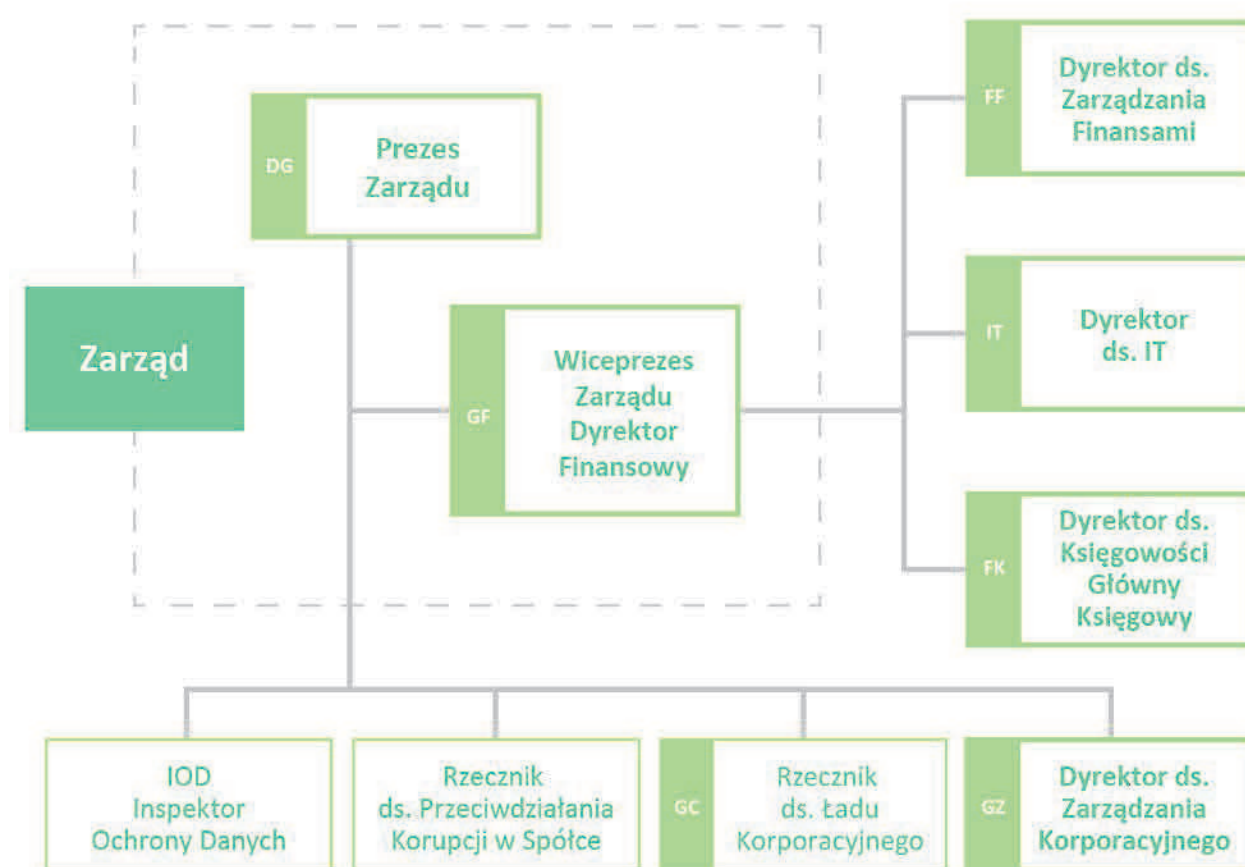 DG
Prezes
Zarządu
Zarząd
GF
Wiceprezes
Zarządu
Dyrektor
Finansowy
FF
Dyrektor ds.
Zarządzania
Finansami
IT
Dyrektor
ds. IT
FK
Dyrektor ds.
Księgowości
Główny
Księgowy
IOD
Inspektor
Ochrony Danych
Rzecznik
ds. Przeciwdziałania
Korupcji w Spółce
GC
Rzecznik
ds. Ładu
Korporacyjnego
GZ
Dyrektor ds.
Zarządzania
Korporacyjnego